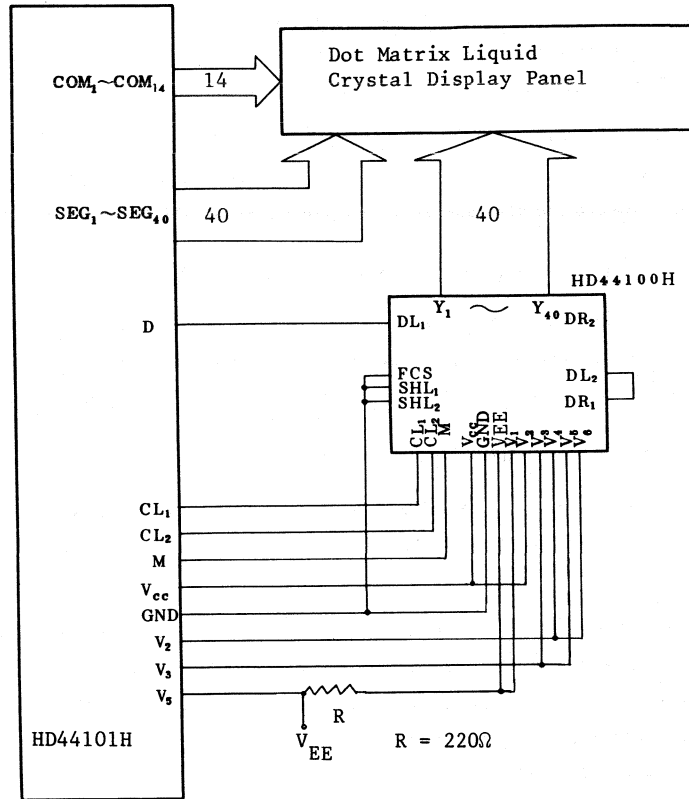 Dot Matrix Liquid
Crystal Display Panel
COM₁~COM₁₄
14
SEG₁~SEG₄₀
40
40
HD44100H
Y₁ ~ Y₄₀
D
DL₁
DR₂
FCS
SHL₁
SHL₂
DL₂
DR₁
CL₁
CL₂
M
Vcc
GND
VEE
V₁
V₂
V₃
V₄
V₅
V₆
CL₁
CL₂
M
Vcc
GND
V₂
V₃
V₅
R
VEE
R = 220Ω
HD44101H